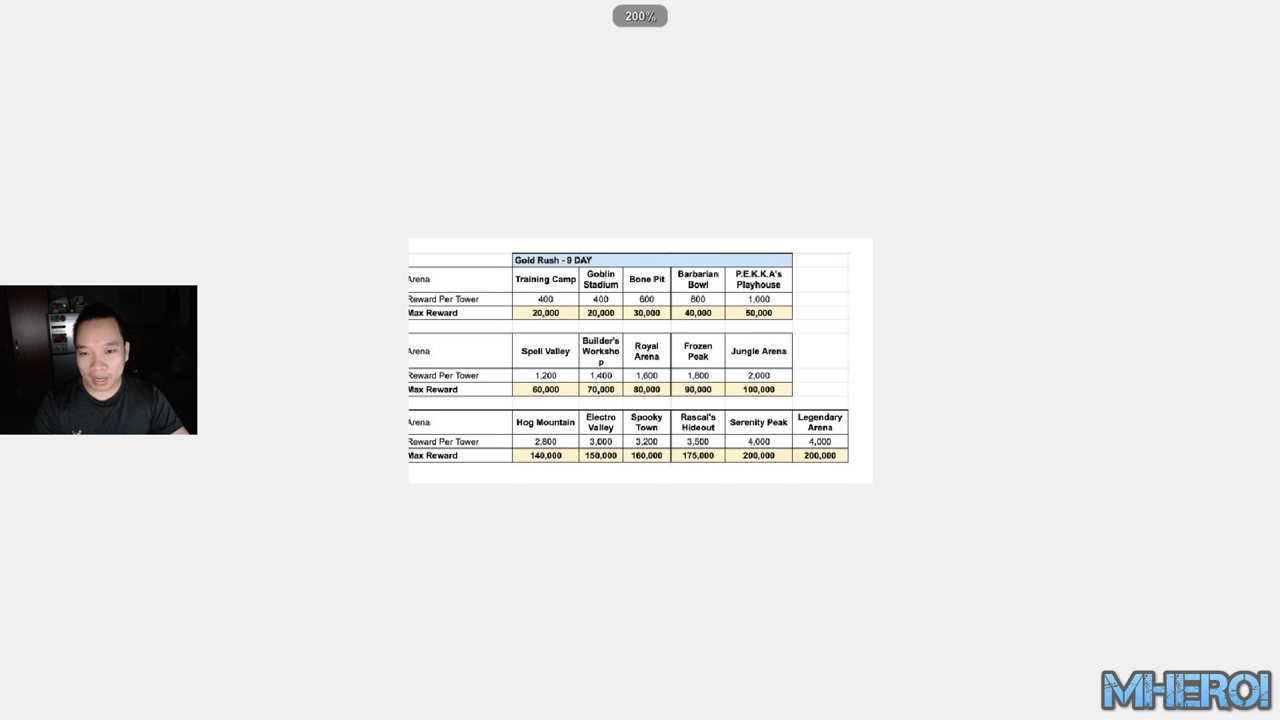 200%
Gold Rush - 9 DAY
Arena Training Camp Goblin Stadium Bone Pit Barbarian Bowl P.E.K.K.A's Playhouse
Reward Per Tower 400 400 600 800 1,000
Max Reward 20,000 20,000 30,000 40,000 50,000
Arena Spell Valley Builder's Workshop Royal Arena Frozen Peak Jungle Arena
Reward Per Tower 1,200 1,400 1,600 1,800 2,000
Max Reward 60,000 70,000 80,000 90,000 100,000
Arena Hog Mountain Electro Valley Spooky Town Rascal's Hideout Serenity Peak Legendary Arena
Reward Per Tower 2,800 3,000 3,200 3,500 4,000 4,000
Max Reward 140,000 150,000 160,000 175,000 200,000 200,000
MHERO!